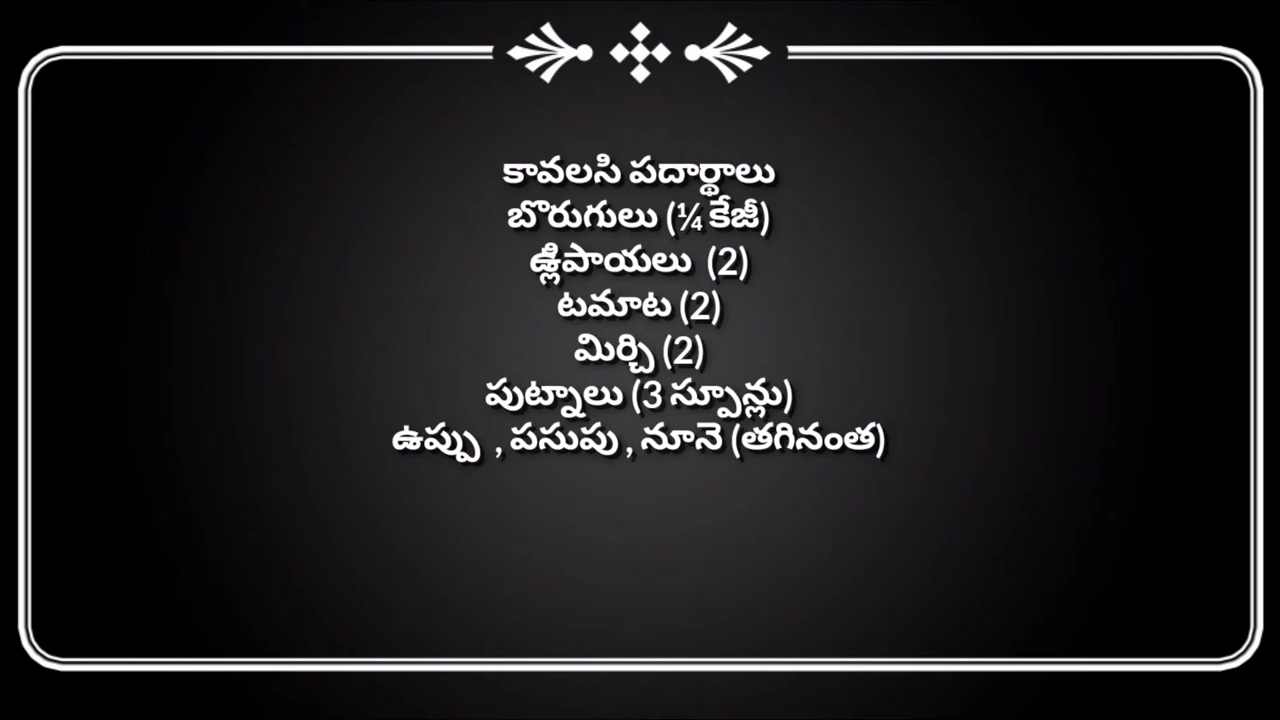 కావలసి పదార్థాలు
బొరుగులు (¼ కేజీ)
ఉల్లిపాయలు (2)
టమాట (2)
మిర్చి (2)
పుట్నాలు (3 స్పూన్లు)
ఉప్పు , పసుపు , నూనె (తగినంత)